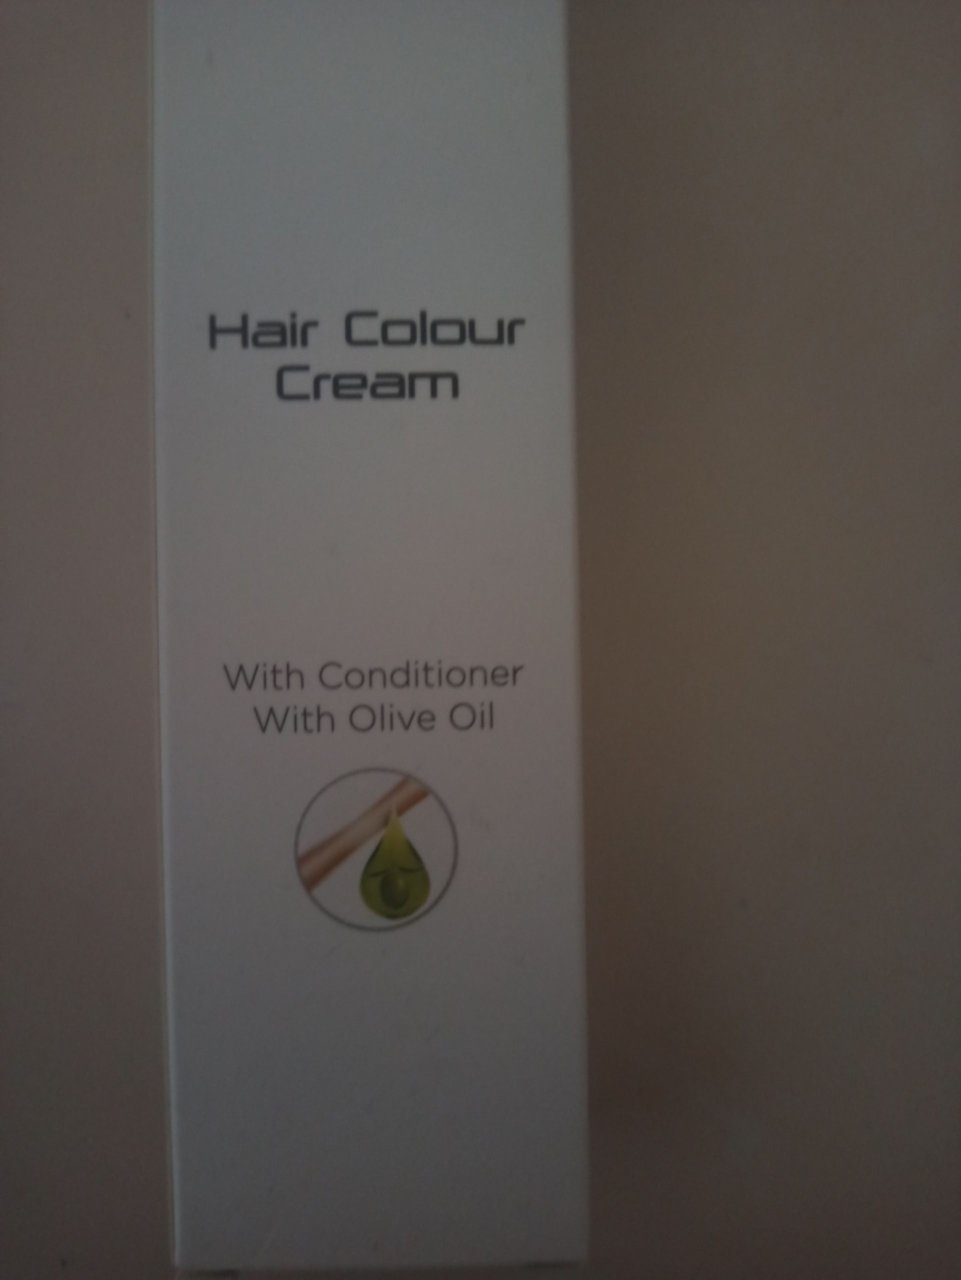 Hair Colour
Cream
With Conditioner
With Olive Oil